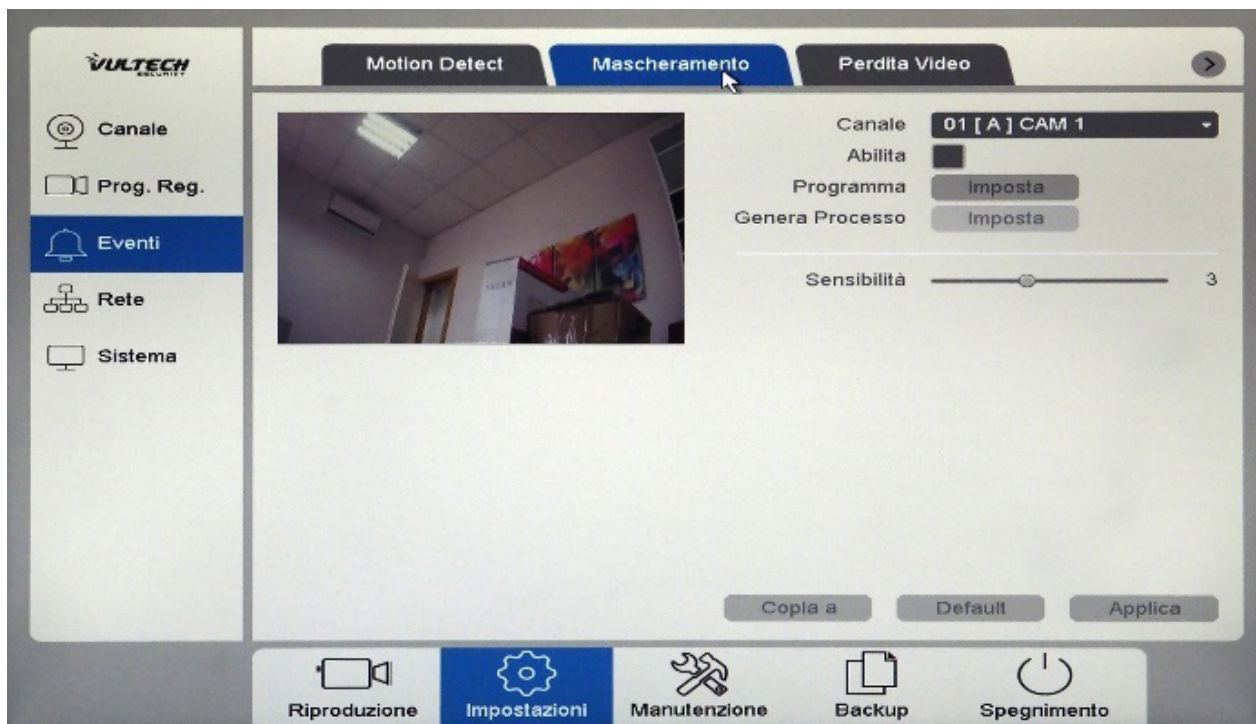 VULTECH
SECURITY
Motion Detect
Mascheramento
Perdita Video
>
Canale
Prog. Reg.
Eventi
Rete
Sistema
Canale 01 [ A ] CAM 1
Abilita
Programma Imposta
Genera Processo Imposta
Sensibilità 3
Copia a
Default
Applica
Riproduzione
Impostazioni
Manutenzione
Backup
Spegnimento